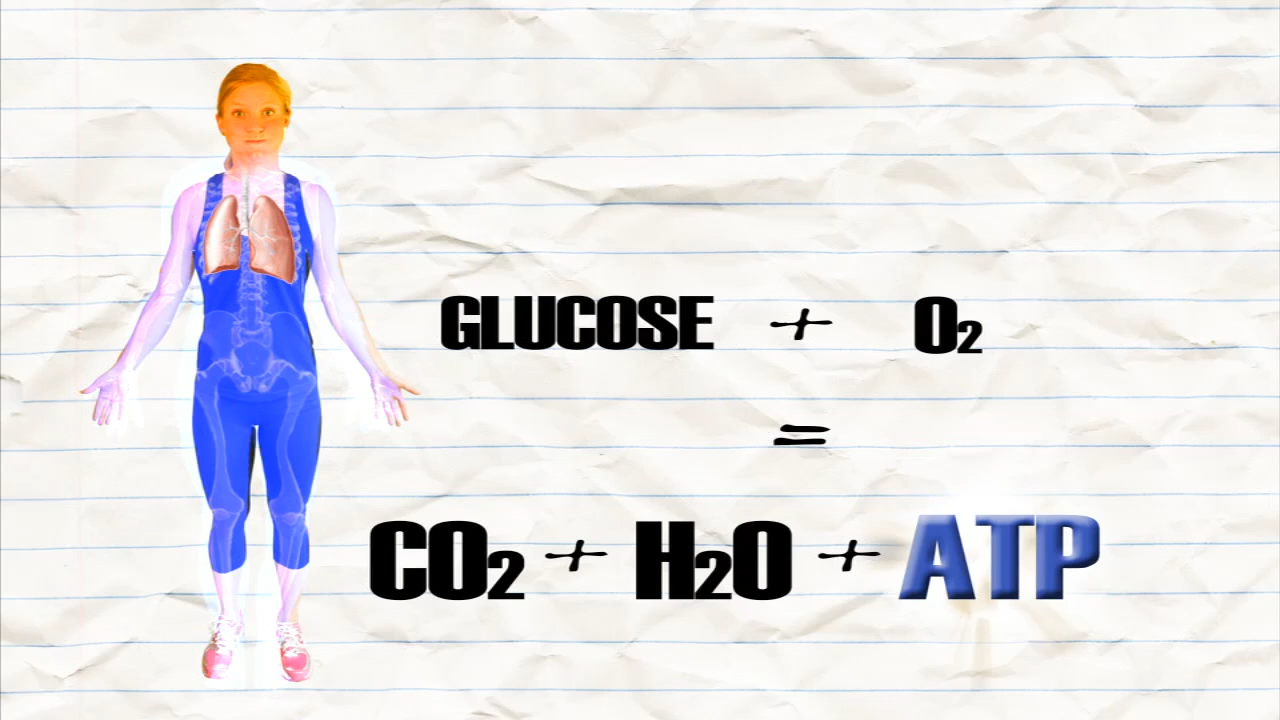 GLUCOSE + O2
=
CO2 + H2O + ATP